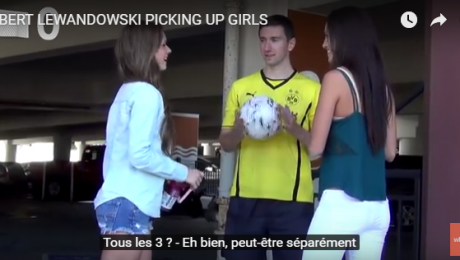 BERT LEWANDOWSKI PICKING UP GIRLS
Tous les 3 ? - Eh bien, peut-être séparément